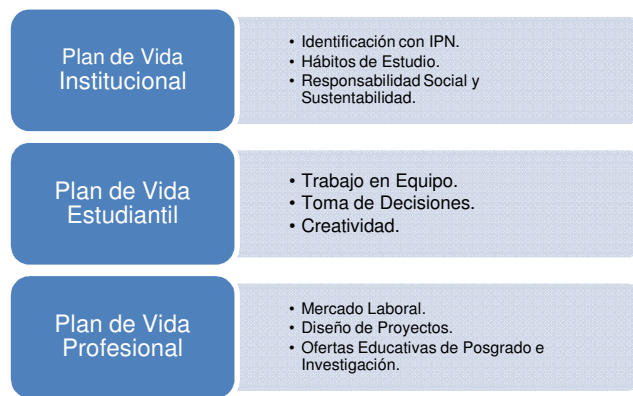 Plan de Vida
Institucional
• Identificación con IPN.
• Hábitos de Estudio.
• Responsabilidad Social y
Sustentabilidad.
Plan de Vida
Estudiantil
• Trabajo en Equipo.
• Toma de Decisiones.
• Creatividad.
Plan de Vida
Profesional
• Mercado Laboral.
• Diseño de Proyectos.
• Ofertas Educativas de Posgrado e
Investigación.